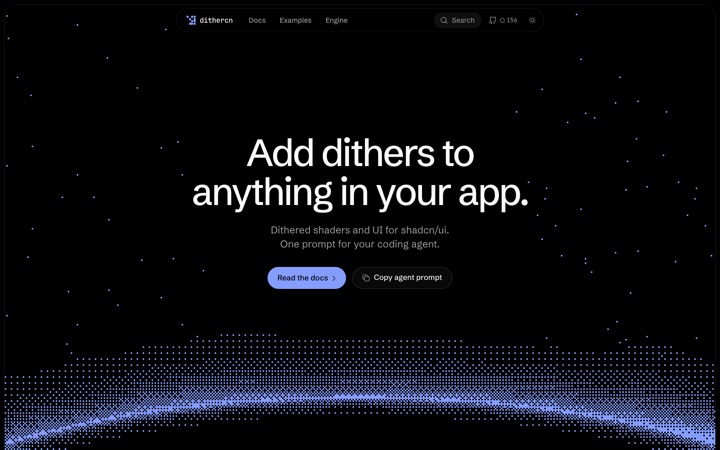 dithercn Docs Examples Engine Search 156
Add dithers to
anything in your app.
Dithered shaders and UI for shadcn/ui.
One prompt for your coding agent.
Read the docs Copy agent prompt